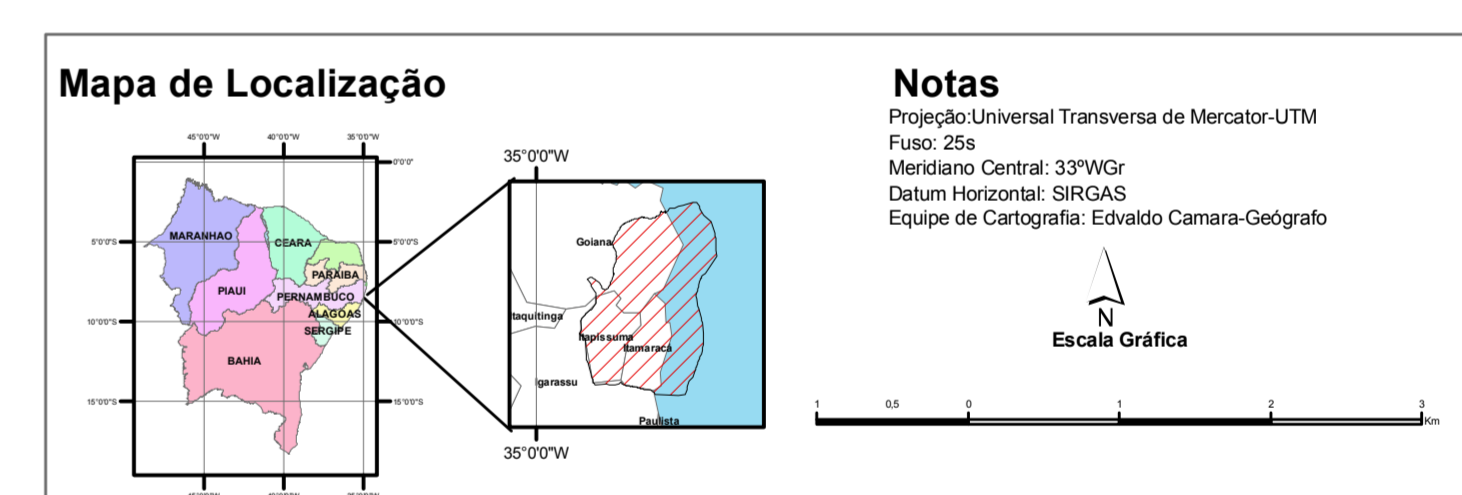 Mapa de Localização
45°0'0"W 40°0'0"W 35°0'0"W
0°0'0"
MARANHAO
CEARA
5°0'0"S 5°0'0"S
PARAIBA
PIAUI
PERNAMBUCO
ALAGOAS
10°0'0"S 10°0'0"S
SERGIPE
BAHIA
15°0'0"S 15°0'0"S
35°0'0"W
Goiana
Itaquitinga
Itapissuma
Itamaracá
Igarassu
Paulista
35°0'0"W
Notas
Projeção:Universal Transversa de Mercator-UTM
Fuso: 25s
Meridiano Central: 33ºWGr
Datum Horizontal: SIRGAS
Equipe de Cartografia: Edvaldo Camara-Geógrafo
N
Escala Gráfica
1 0,5 0 1 2 3
Km